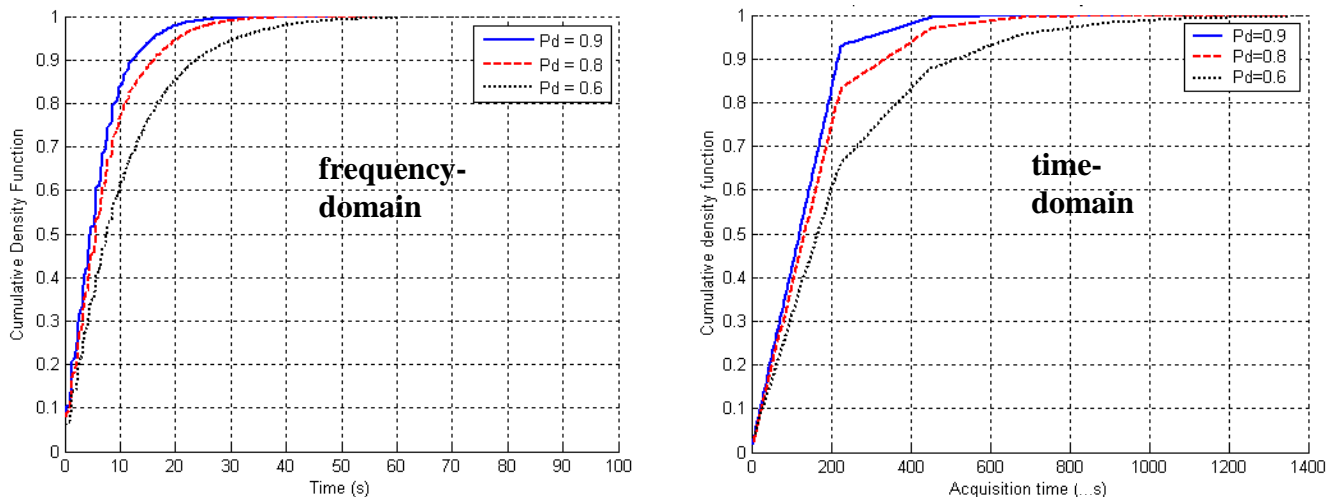 1
0.9
0.8
0.7
0.6
0.5
0.4
0.3
0.2
0.1
0
Cumulative Density Function
0 10 20 30 40 50 60 70 80 90 100
Time (s)
Pd = 0.9
Pd = 0.8
Pd = 0.6
frequency-
domain
1
0.9
0.8
0.7
0.6
0.5
0.4
0.3
0.2
0.1
0
Cumulative density function
0 200 400 600 800 1000 1200 1400
Acquisition time (...s)
Pd=0.9
Pd=0.8
Pd=0.6
time-
domain